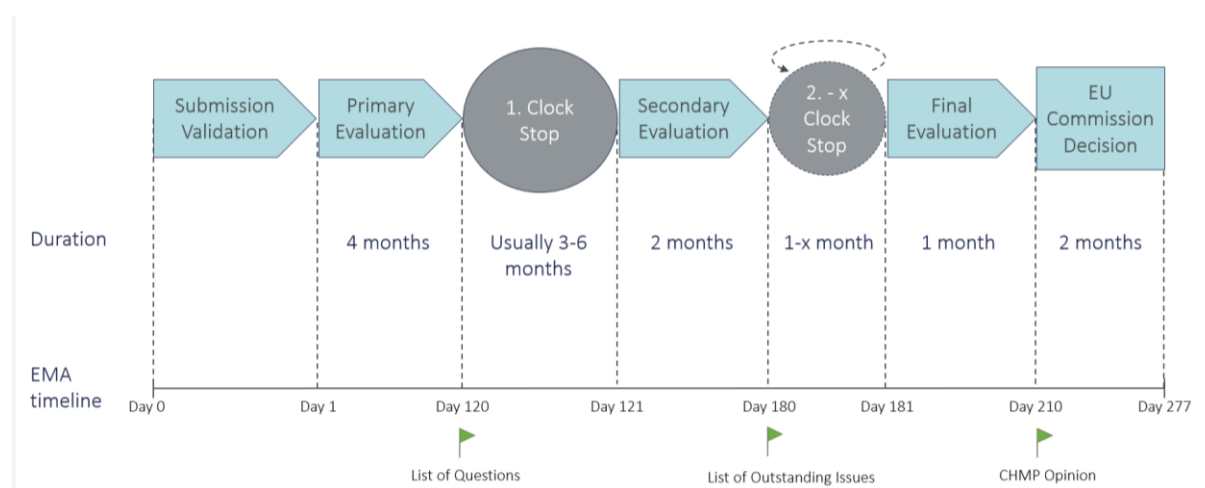 Submission
Validation
Primary
Evaluation
1. Clock
Stop
Secondary
Evaluation
2. - x
Clock
Stop
Final
Evaluation
EU
Commission
Decision
Duration
4 months
Usually 3-6
months
2 months
1-x month
1 month
2 months
EMA
timeline
Day 0
Day 1
Day 120
Day 121
Day 180
Day 181
Day 210
Day 277
List of Questions
List of Outstanding Issues
CHMP Opinion